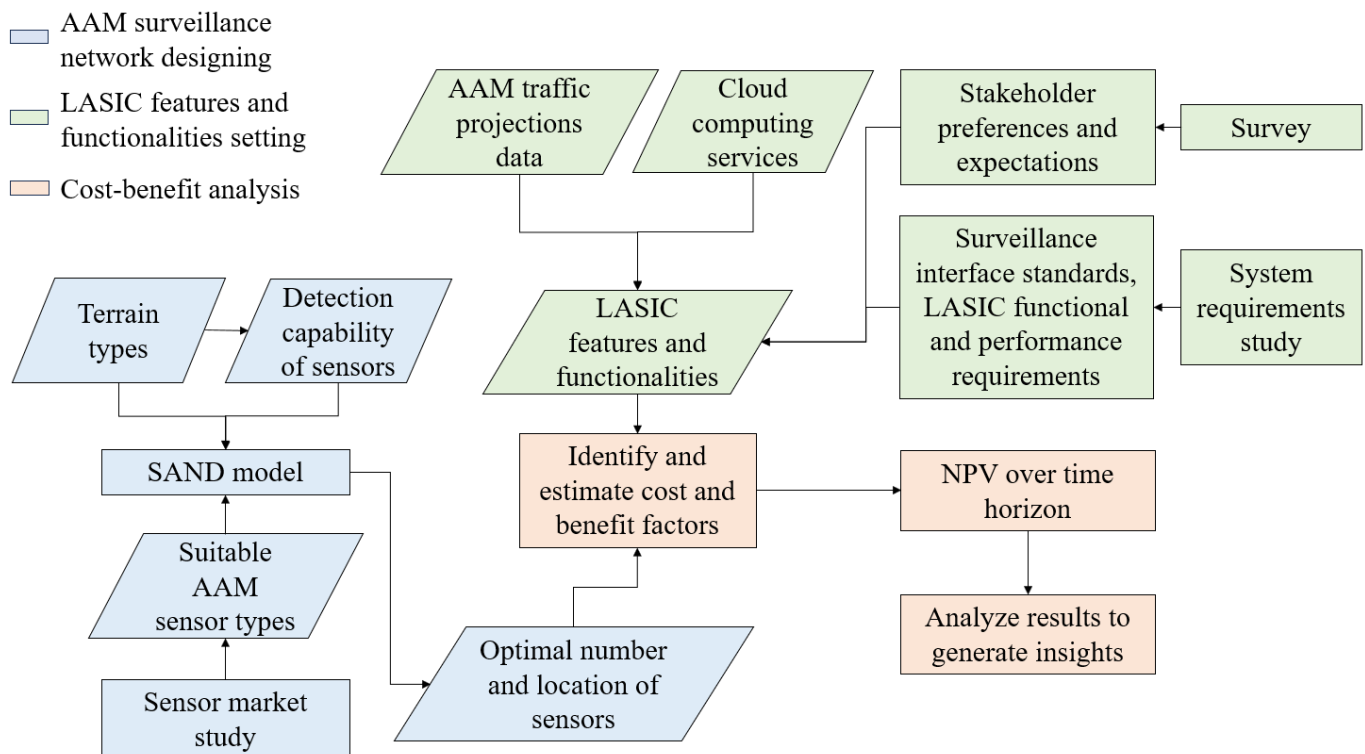 AAM surveillance
network designing
LASIC features and
functionalities setting
Cost-benefit analysis
AAM traffic
projections
data
Cloud
computing
services
Stakeholder
preferences and
expectations
Survey
Surveillance
interface standards,
LASIC functional
and performance
requirements
System
requirements
study
Terrain
types
Detection
capability
of sensors
LASIC
features and
functionalities
SAND model
Identify and
estimate cost and
benefit factors
NPV over time
horizon
Suitable
AAM
sensor types
Optimal number
and location of
sensors
Analyze results to
generate insights
Sensor market
study